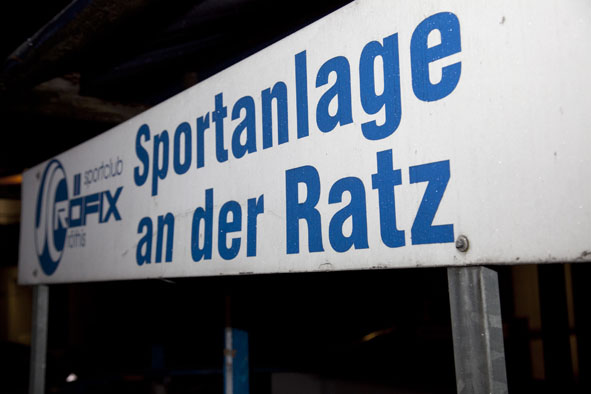 sportclub
RÖFIX
röthis
Sportanlage
an der Ratz